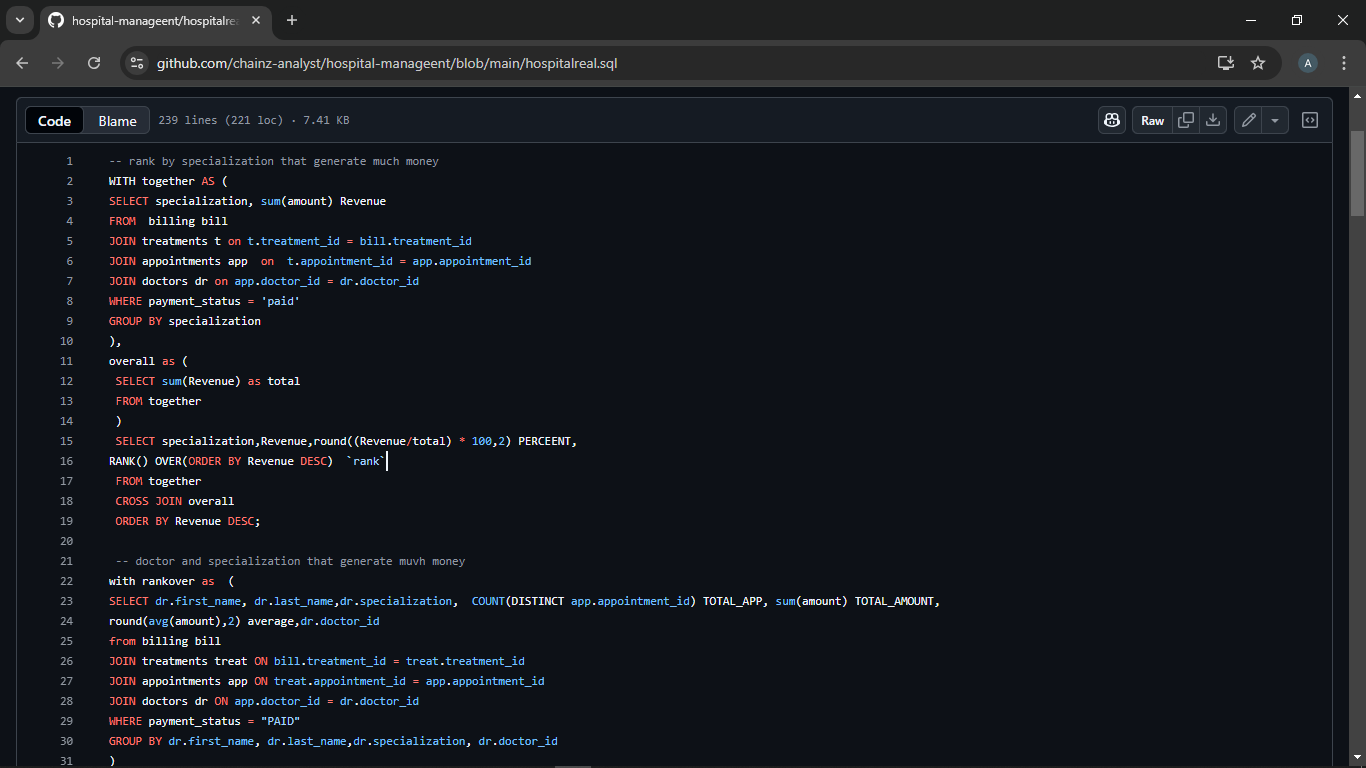 hospital-manageent/hospitalrea
github.com/chainz-analyst/hospital-manageent/blob/main/hospitalreal.sql
A
Code Blame 239 lines (221 loc) · 7.41 KB Raw
1 -- rank by specialization that generate much money
2 WITH together AS (
3 SELECT specialization, sum(amount) Revenue
4 FROM  billing bill
5 JOIN treatments t on t.treatment_id = bill.treatment_id
6 JOIN appointments app  on  t.appointment_id = app.appointment_id
7 JOIN doctors dr on app.doctor_id = dr.doctor_id
8 WHERE payment_status = 'paid'
9 GROUP BY specialization
10 ),
11 overall as (
12  SELECT sum(Revenue) as total
13  FROM together
14  )
15  SELECT specialization,Revenue,round((Revenue/total) * 100,2) PERCEENT,
16 RANK() OVER(ORDER BY Revenue DESC)  `rank`
17  FROM together
18  CROSS JOIN overall
19  ORDER BY Revenue DESC;
20
21  -- doctor and specialization that generate muvh money
22 with rankover as  (
23 SELECT dr.first_name, dr.last_name,dr.specialization,  COUNT(DISTINCT app.appointment_id) TOTAL_APP, sum(amount) TOTAL_AMOUNT,
24 round(avg(amount),2) average,dr.doctor_id
25 from billing bill
26 JOIN treatments treat ON bill.treatment_id = treat.treatment_id
27 JOIN appointments app ON treat.appointment_id = app.appointment_id
28 JOIN doctors dr ON app.doctor_id = dr.doctor_id
29 WHERE payment_status = "PAID"
30 GROUP BY dr.first_name, dr.last_name,dr.specialization, dr.doctor_id
31 )